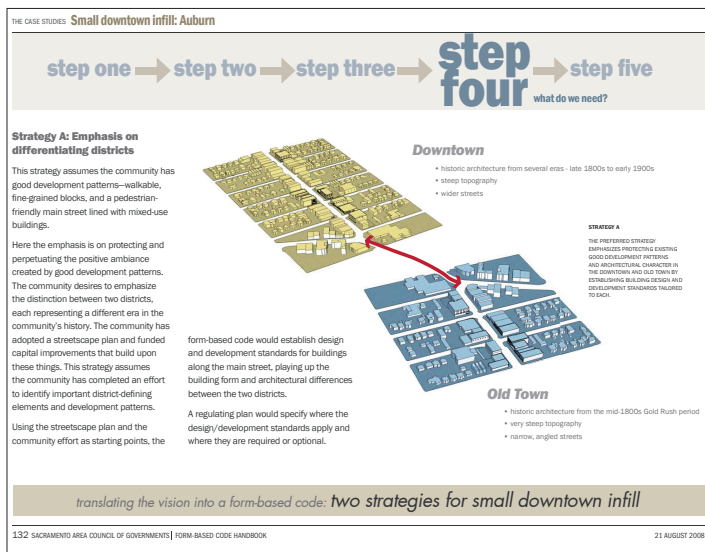 THE CASE STUDIES Small downtown infill: Auburn
step one
step two
step three
step
four
what do we need?
step five
Strategy A: Emphasis on
differentiating districts
This strategy assumes the community has
good development patterns—walkable,
fine-grained blocks, and a pedestrian-
friendly main street lined with mixed-use
buildings.
Here the emphasis is on protecting and
perpetuating the positive ambiance
created by good development patterns.
The community desires to emphasize
the distinction between two districts,
each representing a different era in the
community's history. The community has
adopted a streetscape plan and funded
capital improvements that build upon
these things. This strategy assumes
the community has completed an effort
to identify important district-defining
elements and development patterns.
Using the streetscape plan and the
community effort as starting points, the
form-based code would establish design
and development standards for buildings
along the main street, playing up the
building form and architectural differences
between the two districts.
A regulating plan would specify where the
design/development standards apply and
where they are required or optional.
Downtown
• historic architecture from several eras - late 1800s to early 1900s
• steep topography
• wider streets
STRATEGY A
THE PREFERRED STRATEGY
EMPHASIZES PROTECTING EXISTING
GOOD DEVELOPMENT PATTERNS
AND ARCHITECTURAL CHARACTER IN
THE DOWNTOWN AND OLD TOWN BY
ESTABLISHING BUILDING DESIGN AND
DEVELOPMENT STANDARDS TAILORED
TO EACH.
Old Town
• historic architecture from the mid-1800s Gold Rush period
• very steep topography
• narrow, angled streets
translating the vision into a form-based code: two strategies for small downtown infill
132 SACRAMENTO AREA COUNCIL OF GOVERNMENTS | FORM-BASED CODE HANDBOOK
21 AUGUST 2008